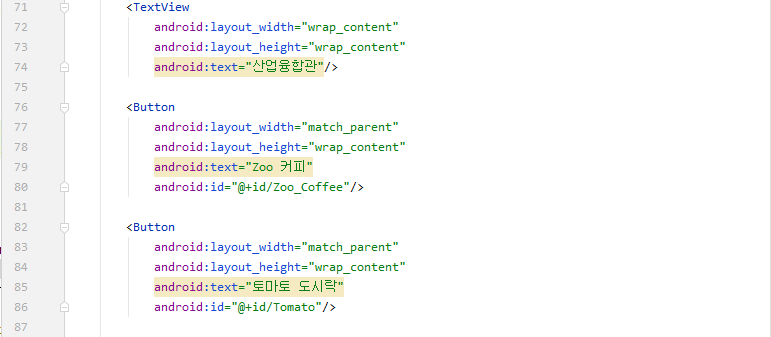 71 <TextView
72 android:layout_width="wrap_content"
73 android:layout_height="wrap_content"
74 android:text="산업융합관"/>
75
76 <Button
77 android:layout_width="match_parent"
78 android:layout_height="wrap_content"
79 android:text="Zoo 커피"
80 android:id="@+id/Zoo_Coffee"/>
81
82 <Button
83 android:layout_width="match_parent"
84 android:layout_height="wrap_content"
85 android:text="토마토 도시락"
86 android:id="@+id/Tomato"/>
87